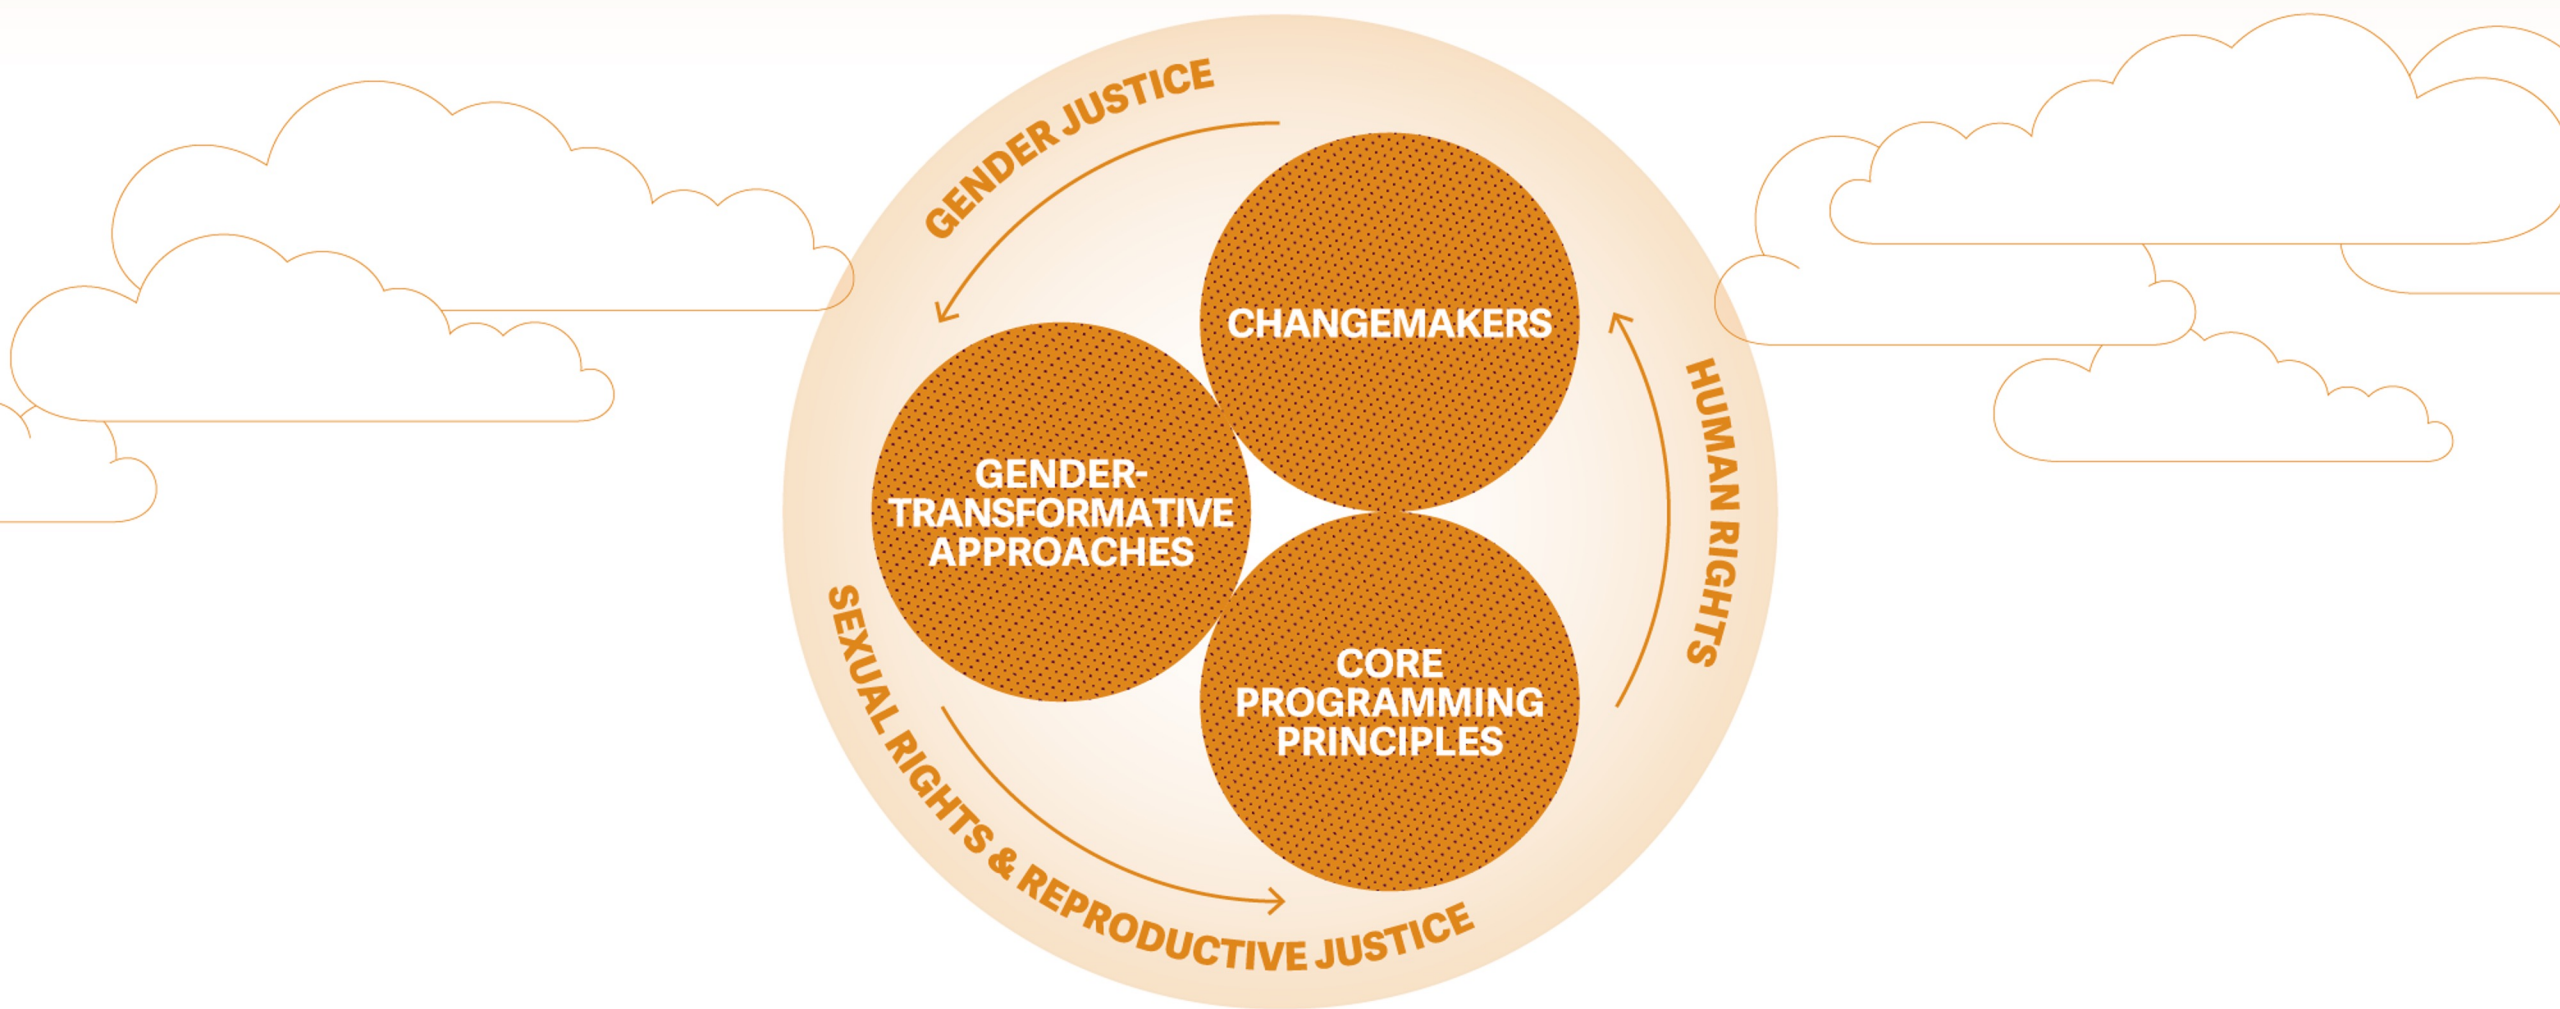 GENDER JUSTICE
CHANGEMAKERS
HUMAN RIGHTS
GENDER-
TRANSFORMATIVE
APPROACHES
CORE
PROGRAMMING
PRINCIPLES
SEXUAL RIGHTS & REPRODUCTIVE JUSTICE